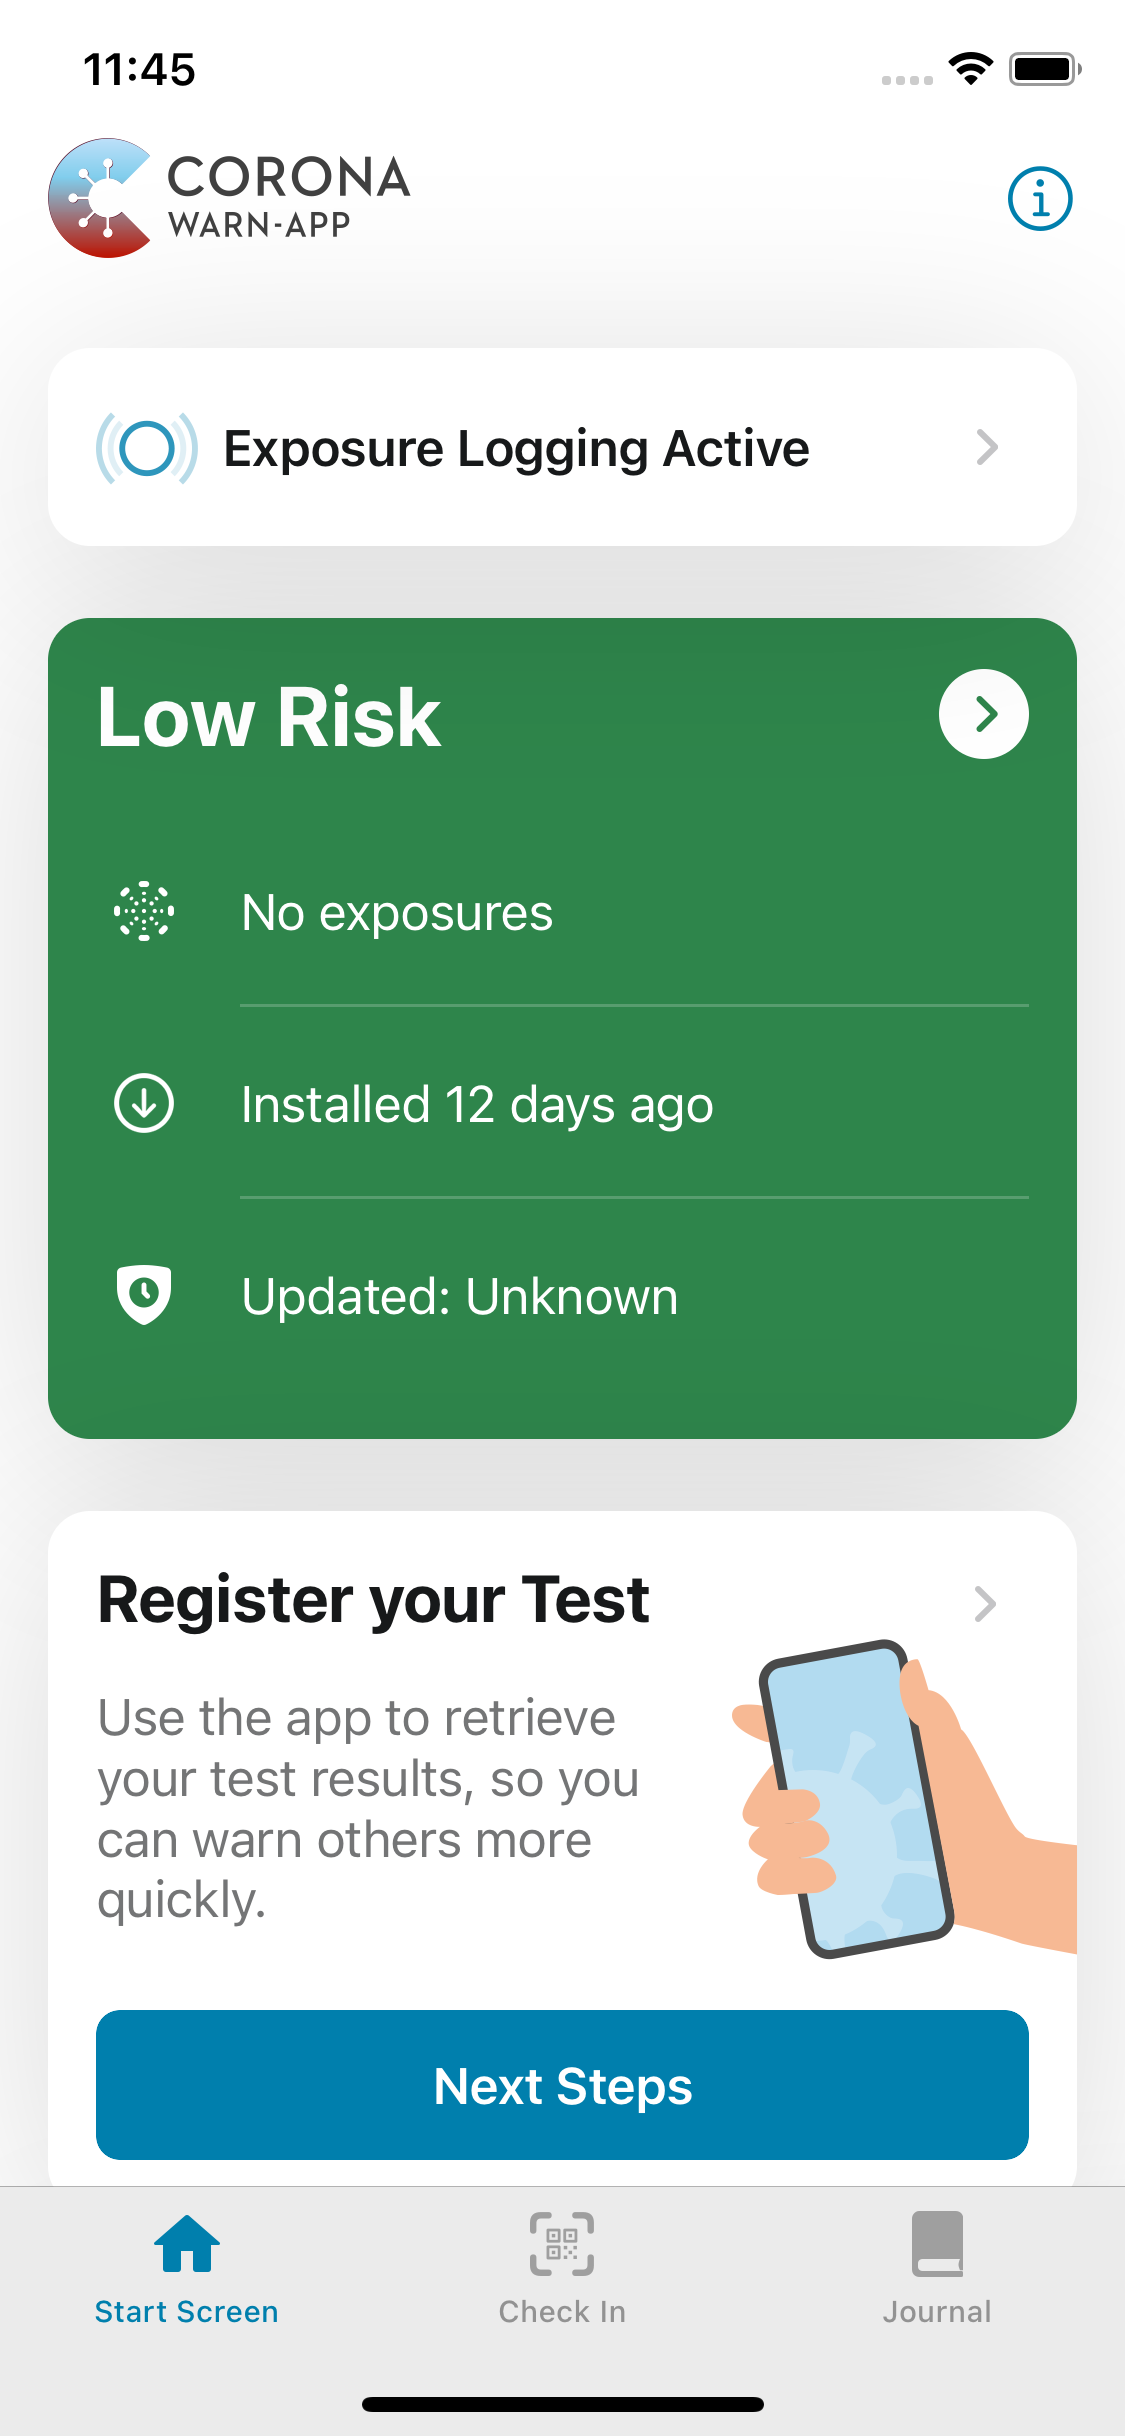 11:45
CORONA
WARN-APP
Exposure Logging Active
Low Risk
No exposures
Installed 12 days ago
Updated: Unknown
Register your Test
Use the app to retrieve
your test results, so you
can warn others more
quickly.
Next Steps
Start Screen
Check In
Journal